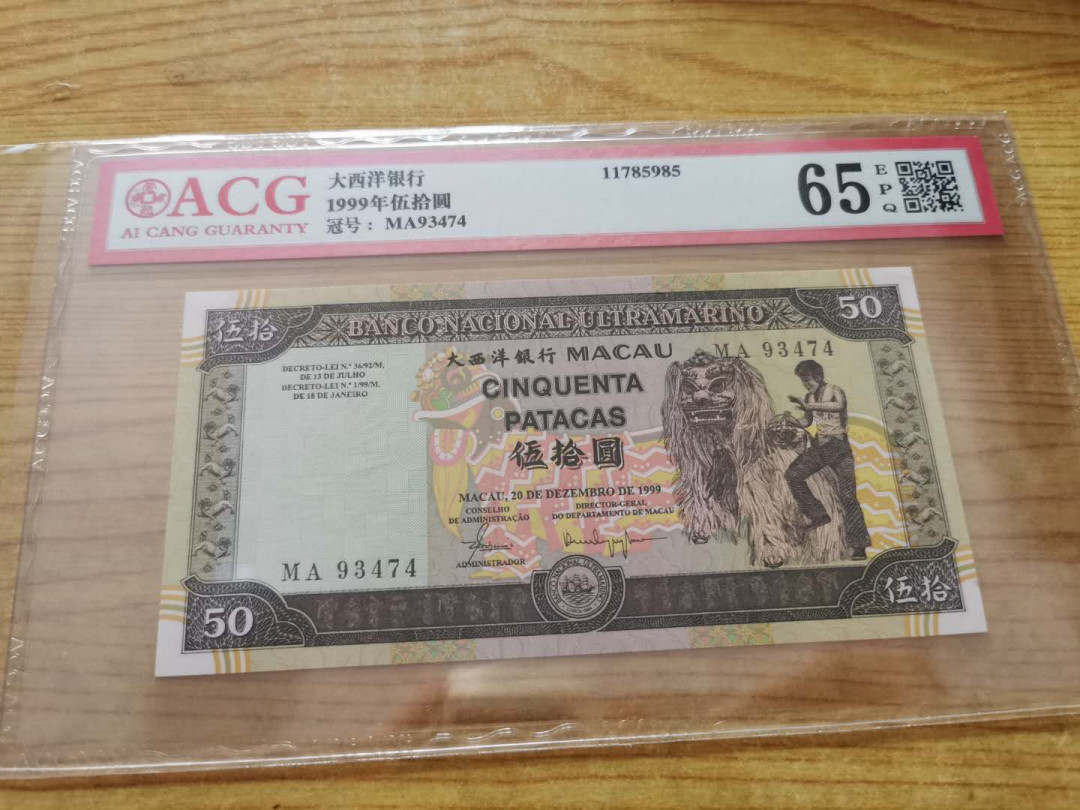 ACG
AI CANG GUARANTY
大西洋银行
1999年伍拾圆
冠号： MA93474
11785985
65 EPQ
伍拾
BANCO NACIONAL ULTRAMARINO
50
大西洋銀行 MACAU
MA 93474
DECRETO-LEI N.º 36/92/M,
DE 13 DE JULHO
DECRETO-LEI N.º 1/99/M,
DE 18 DE JANEIRO
CINQUENTA
PATACAS
伍拾圓
MACAU, 20 DE DEZEMBRO DE 1999
CONSELHO
DE ADMINISTRAÇÃO
DIRECTOR-GERAL
DO DEPARTAMENTO DE MACAU
ADMINISTRADOR
MA 93474
50
伍拾